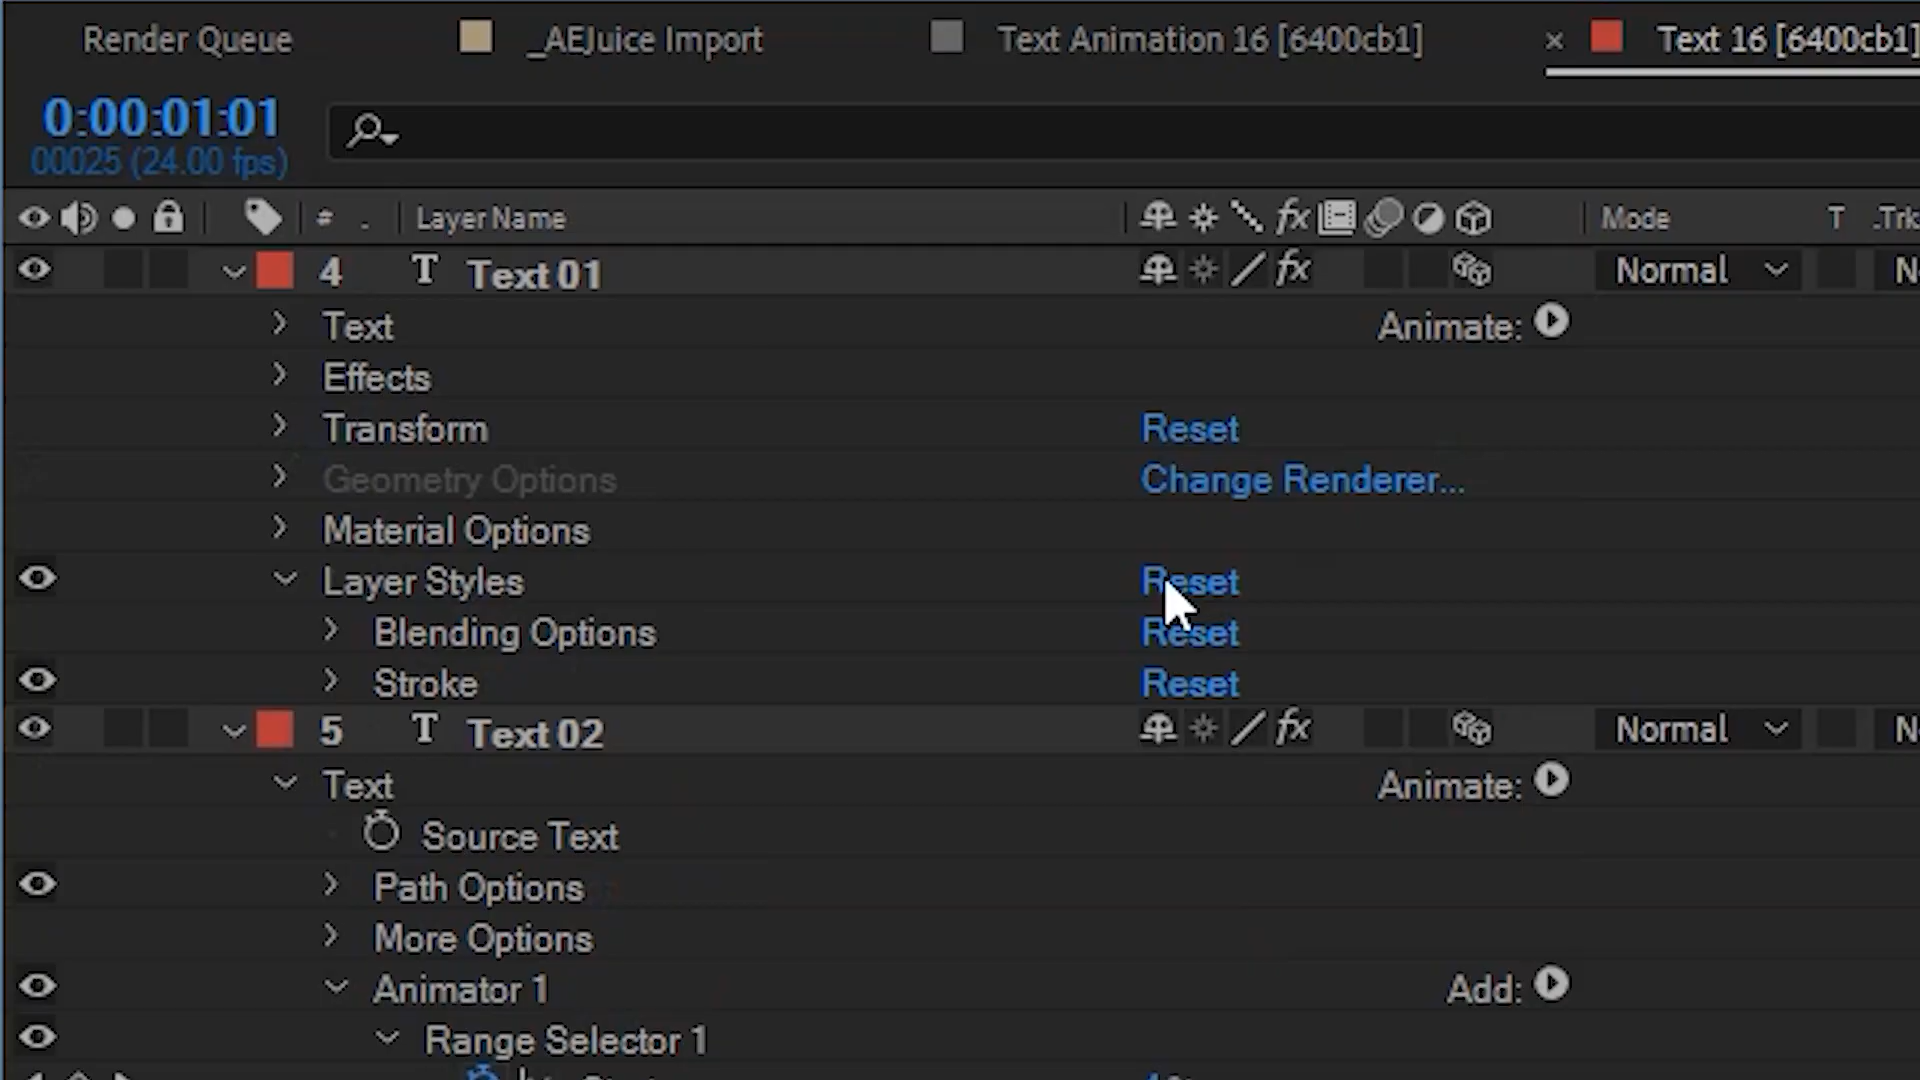 Render Queue _AEJuice Import Text Animation 16 [6400cb1] × Text 16 [6400cb1]
0:00:01:01
00025 (24.00 fps)
# . Layer Name fx Mode T .Trk
4 T Text 01 fx Normal N
Text Animate:
Effects
Transform Reset
Geometry Options Change Renderer...
Material Options
Layer Styles Reset
Blending Options Reset
Stroke Reset
5 T Text 02 fx Normal N
Text Animate:
Source Text
Path Options
More Options
Animator 1 Add:
Range Selector 1